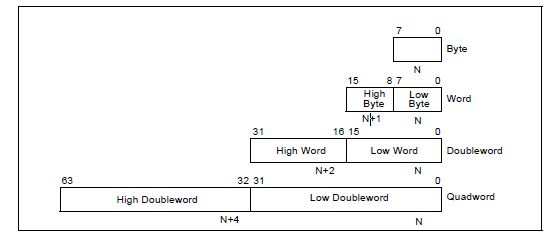 7 0
Byte
N
15 8 7 0
High Byte
Low Byte
Word
N+1 N
31 16 15 0
High Word Low Word Doubleword
N+2 N
63 32 31 0
High Doubleword Low Doubleword Quadword
N+4 N